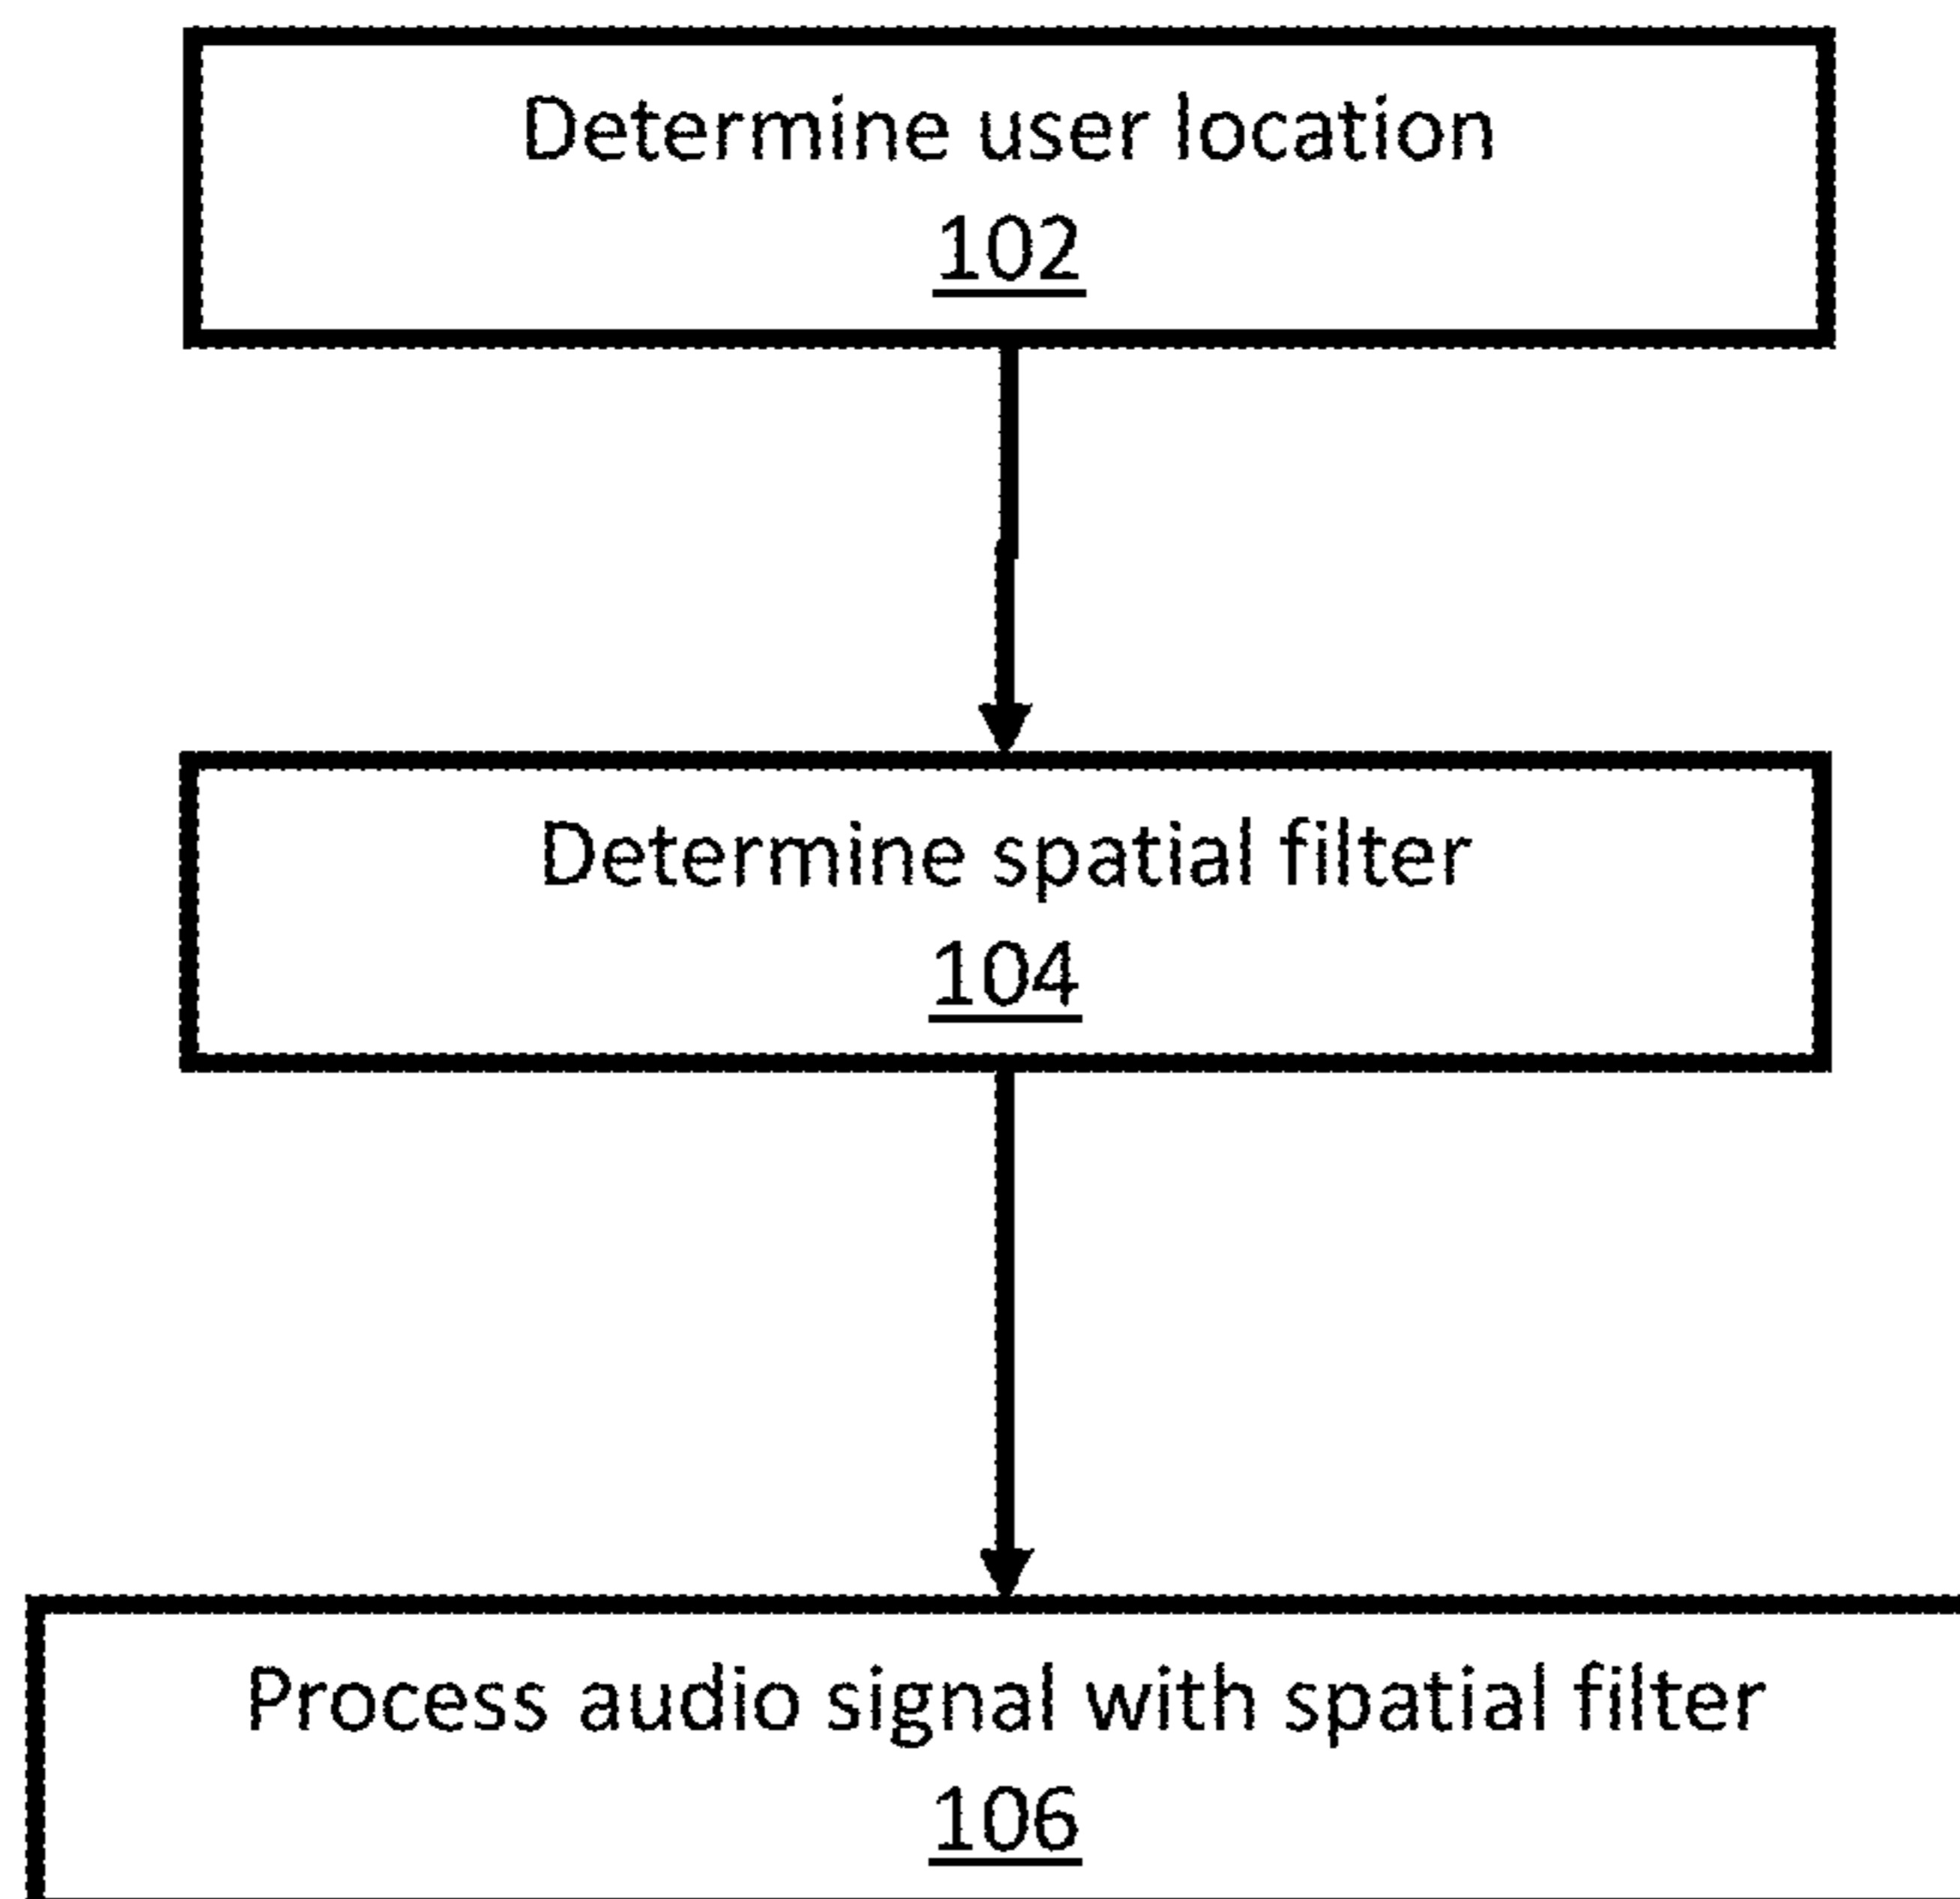 Determine user location
102
Determine spatial filter
104
Process audio signal with spatial filter
106